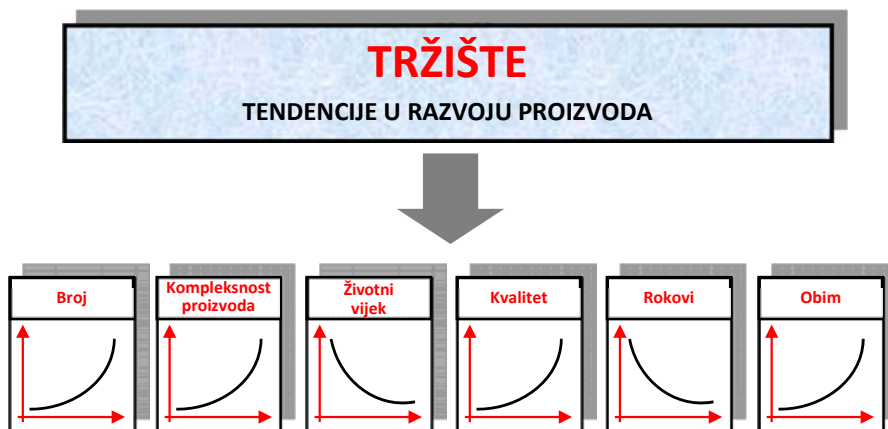 TRŽIŠTE
TENDENCIJE U RAZVOJU PROIZVODA
Broj
Kompleksnost
proizvoda
Životni
vijek
Kvalitet
Rokovi
Obim